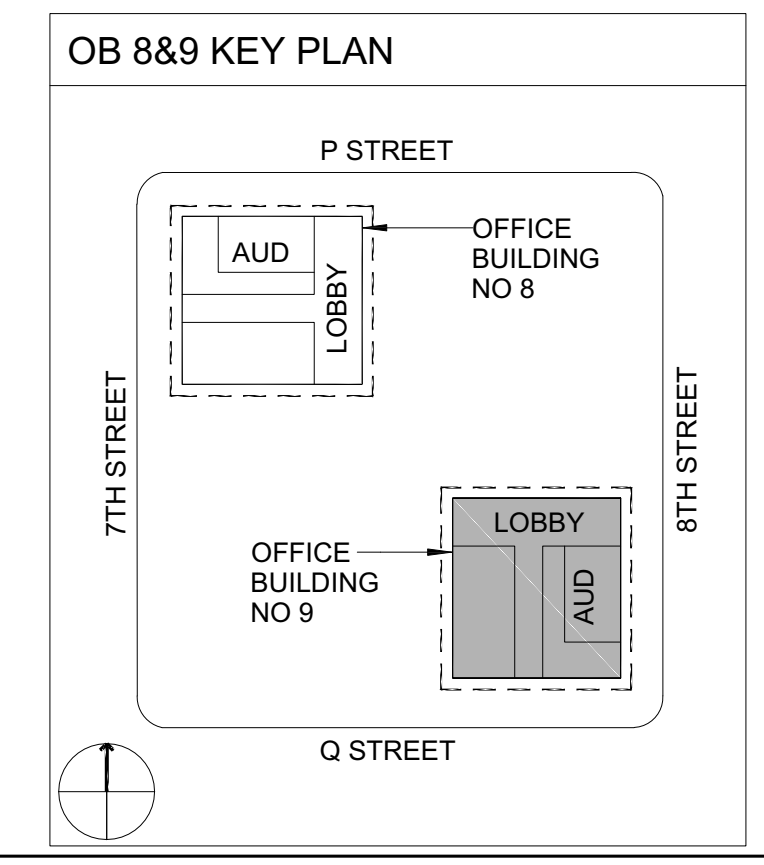 OB 8&9 KEY PLAN
P STREET
AUD
LOBBY
OFFICE
BUILDING
NO 8
7TH STREET
8TH STREET
LOBBY
AUD
OFFICE
BUILDING
NO 9
Q STREET